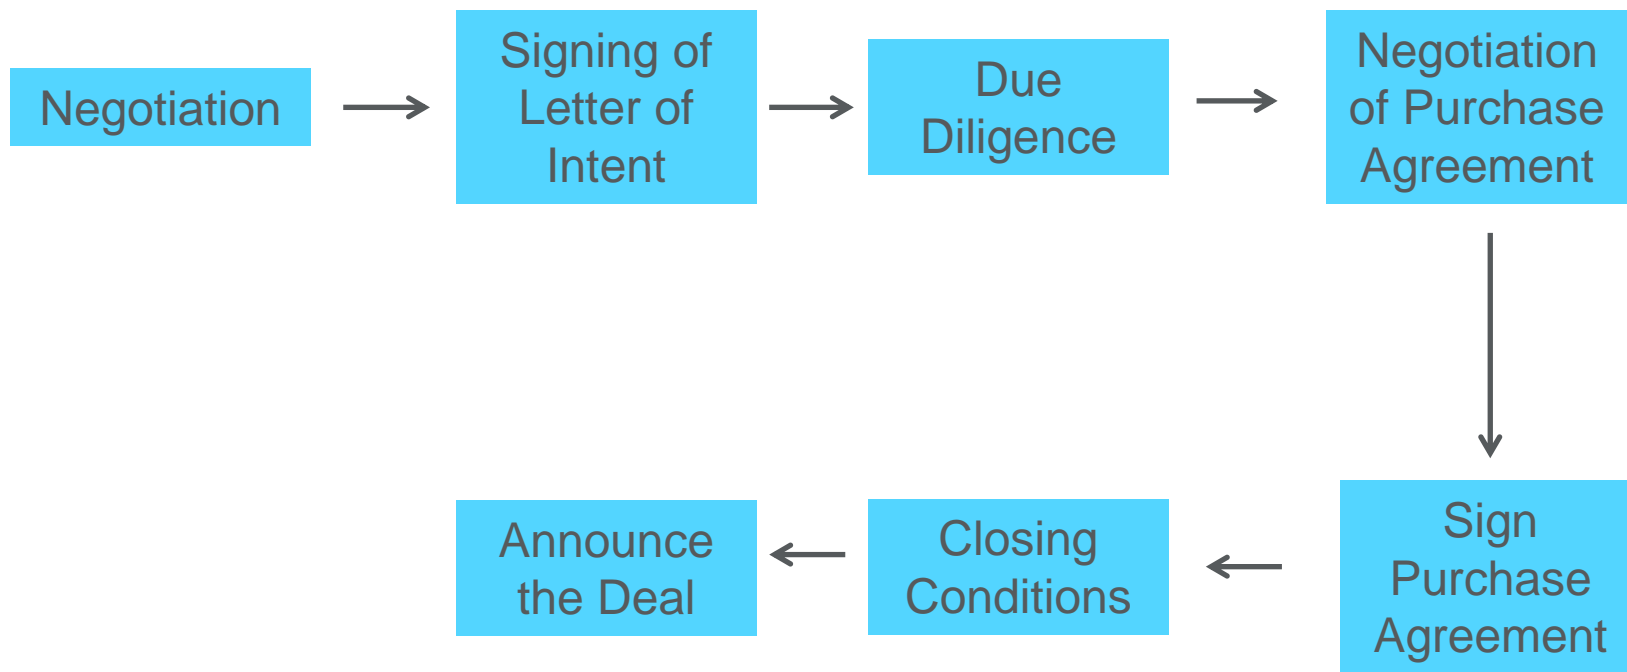 Negotiation
Signing of
Letter of
Intent
Due
Diligence
Negotiation
of Purchase
Agreement
Sign
Purchase
Agreement
Closing
Conditions
Announce
the Deal